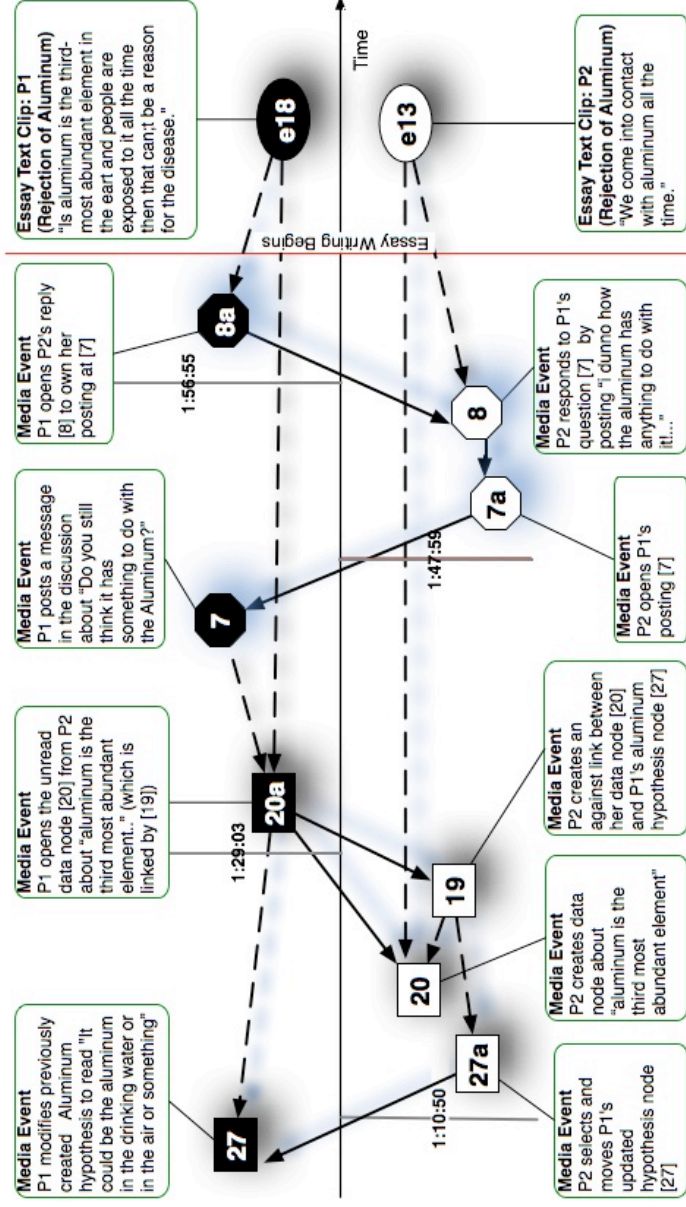 Media Event
P1 modifies previously
created Aluminum
hypothesis to read "It
could be the aluminum
in the drinking water or
in the air or something"
Media Event
P1 opens the unread
data node [20] from P2
about "aluminum is the
third most abundant
element.." (which is
linked by [19])
Media Event
P1 posts a message
in the discussion
about "Do you still
think it has
something to do with
the Aluminum?"
Media Event
P1 opens P2's reply
[8] to own her
posting at [7]
Essay Text Clip: P1
(Rejection of Aluminum)
"Is aluminum is the third-
most abundant element in
the eart and people are
exposed to it all the time
then that can;t be a reason
for the disease."
27
20a
7
8a
e18
1:29:03
1:56:55
Essay Writing Begins
Time
1:10:50
1:47:59
27a
20
19
7a
8
e13
Media Event
P2 selects and
moves P1's
updated
hypothesis node
[27]
Media Event
P2 creates data
node about
"aluminum is the
third most
abundant element"
Media Event
P2 creates an
against link between
her data node [20]
and P1's aluminum
hypothesis node [27]
Media Event
P2 opens P1's
posting [7]
Media Event
P2 responds to P1's
question [7] by
posting "i dunno how
the aluminum has
anything to do with
it!..."
Essay Text Clip: P2
(Rejection of Aluminum)
"We come into contact
with aluminum all the
time."